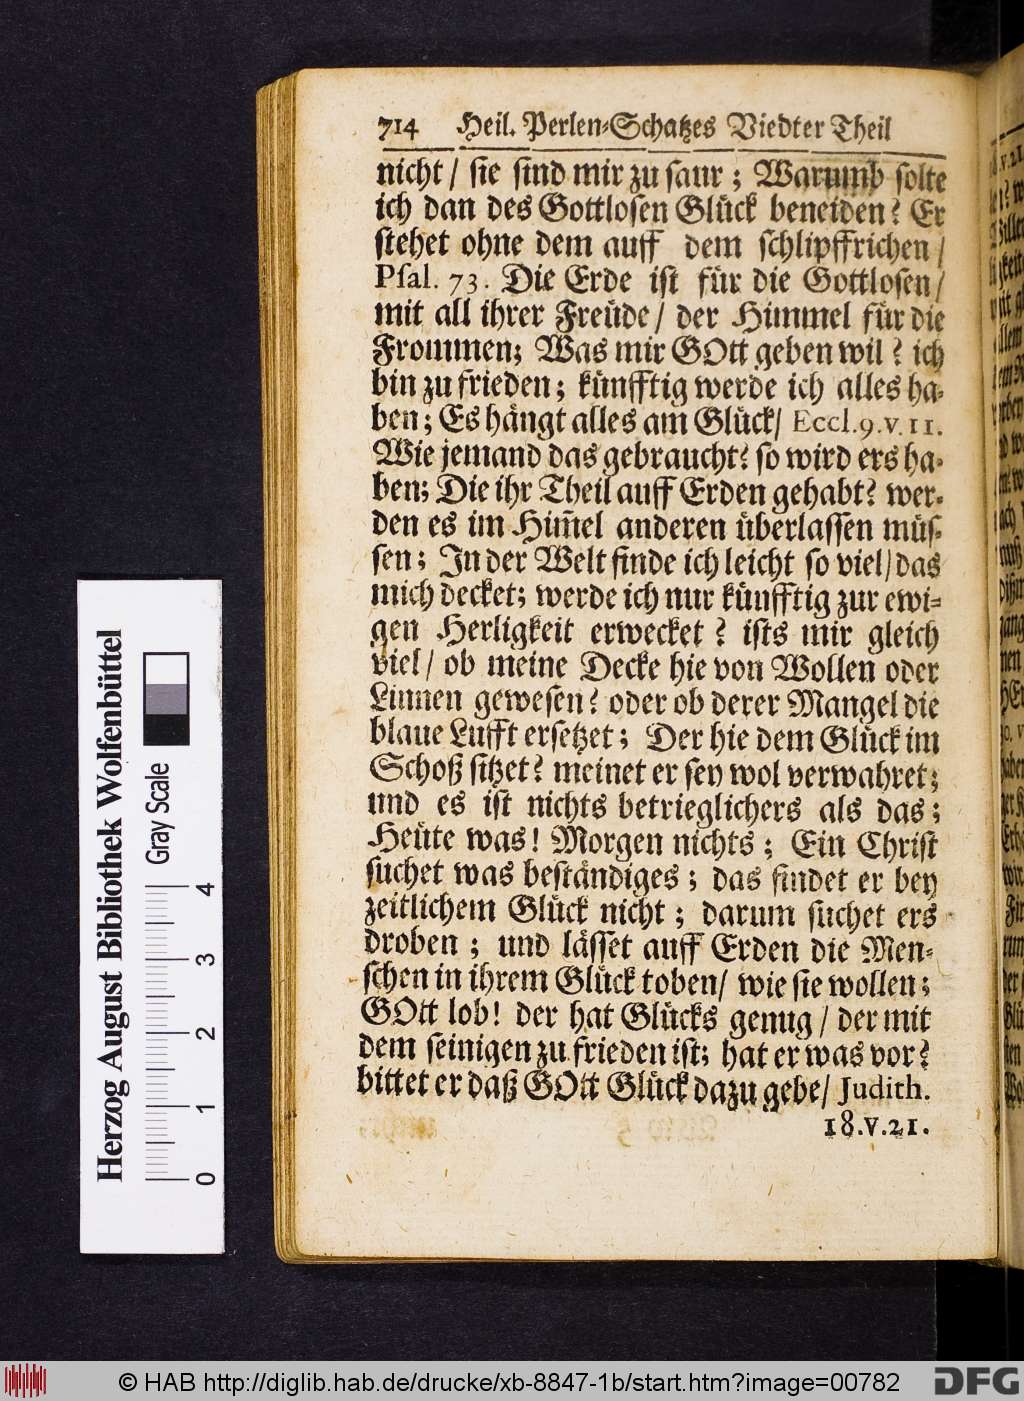 714 Heil. Perlen-Schatzes Viedter Theil
nicht / sie sind mir zu saur ; Warumb solte
ich dan des Gottlosen Glück beneiden? Er
stehet ohne dem auff dem schlipffrichen /
Psal. 73. Die Erde ist für die Gottlosen /
mit all ihrer Freüde / der Himmel für die
Frommen; Was mir GOtt geben wil? ich
bin zu frieden; künfftig werde ich alles ha-
ben; Es hängt alles am Glück / Eccl. 9. v. 11.
Wie jemand das gebraucht? so wird ers ha-
ben; Die ihr Theil auff Erden gehabt? wer-
den es im Him̃el anderen überlassen müs-
sen; In der Welt finde ich leicht so viel / das
mich decket; werde ich nur künfftig zur ewi-
gen Herligkeit erwecket? ists mir gleich
viel / ob meine Decke hie von Wollen oder
Linnen gewesen? oder ob derer Mangel die
blaue Lufft ersetzet; Der hie dem Glück im
Schoß sitzet? meinet er sey wol verwahret;
und es ist nichts betrieglichers als das;
Heüte was! Morgen nichts; Ein Christ
suchet was beständiges; das findet er bey
zeitlichem Glück nicht; darum suchet ers
droben; und lässet auff Erden die Men-
schen in ihrem Glück toben / wie sie wollen;
GOtt lob! der hat Glücks genug / der mit
dem seinigen zu frieden ist; hat er was vor?
bittet er daß GOtt Glück dazu gebe / Judith.
18. v. 21.
Herzog August Bibliothek Wolfenbüttel
Gray Scale
0 1 2 3 4
© HAB http://diglib.hab.de/drucke/xb-8847-1b/start.htm?image=00782
DFG